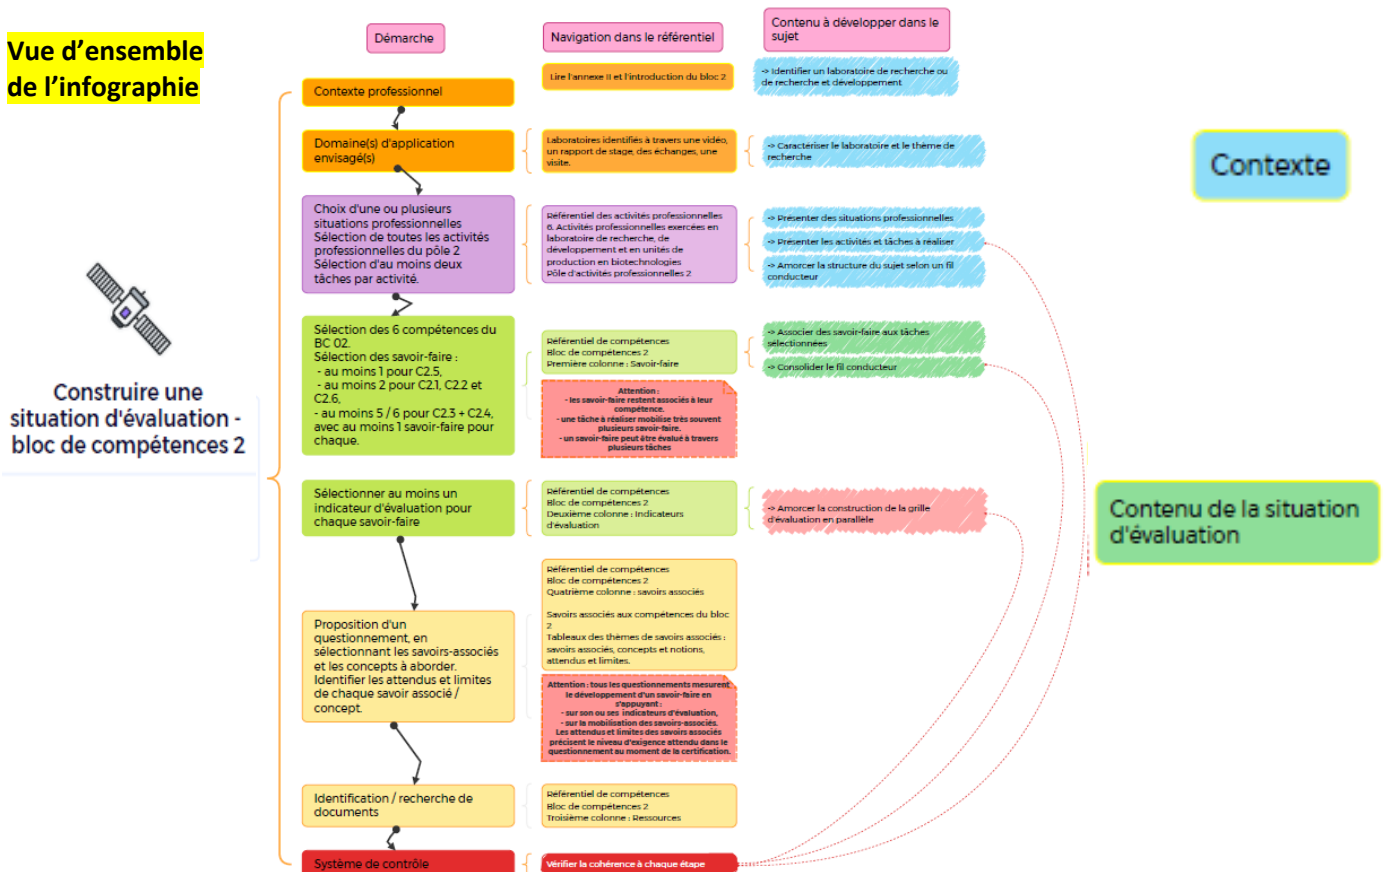 Vue d'ensemble
de l'infographie
Démarche
Navigation dans le référentiel
Contenu à développer dans le
sujet
Contexte professionnel
Lire l'annexe II et l'introduction du bloc 2
-> Identifier un laboratoire de recherche ou
de recherche et développement
Domaine(s) d'application
envisagé(s)
Laboratoires identifiés à travers une vidéo,
un rapport de stage, des échanges, une
visite.
-> Caractériser le laboratoire et le thème de
recherche
Contexte
Choix d'une ou plusieurs
situations professionnelles
Sélection de toutes les activités
professionnelles du pôle 2
Sélection d'au moins deux
tâches par activité.
Référentiel des activités professionnelles
6. Activités professionnelles exercées en
laboratoire de recherche, de
développement et en unités de
production en biotechnologies
Pôle d'activités professionnelles 2
-> Présenter des situations professionnelles
-> Présenter les activités et tâches à réaliser
-> Amorcer la structure du sujet selon un fil
conducteur
Construire une
situation d'évaluation -
bloc de compétences 2
Sélection des 6 compétences du
BC 02.
Sélection des savoir-faire :
- au moins 1 pour C2.5,
- au moins 2 pour C2.1, C2.2 et
C2.6,
- au moins 5 / 6 pour C2.3 + C2.4,
avec au moins 1 savoir-faire pour
chaque.
Référentiel de compétences
Bloc de compétences 2
Première colonne : Savoir-faire
-> Associer des savoir-faire aux tâches
sélectionnées
-> Consolider le fil conducteur
Attention :
- les savoir-faire restent associés à leur
compétence.
- une tâche à réaliser mobilise très souvent
plusieurs savoir-faire.
- un savoir-faire peut être évalué à travers
plusieurs tâches
Sélectionner au moins un
indicateur d'évaluation pour
chaque savoir-faire
Référentiel de compétences
Bloc de compétences 2
Deuxième colonne : Indicateurs
d'évaluation
-> Amorcer la construction de la grille
d'évaluation en parallèle
Contenu de la situation
d'évaluation
Proposition d'un
questionnement, en
sélectionnant les savoirs-associés
et les concepts à aborder.
Identifier les attendus et limites
de chaque savoir associé /
concept.
Référentiel de compétences
Bloc de compétences 2
Quatrième colonne : savoirs associés
Savoirs associés aux compétences du bloc
2
Tableaux des thèmes de savoirs associés :
savoirs associés, concepts et notions,
attendus et limites.
Attention : tous les questionnements mesurent
le développement d'un savoir-faire en
s'appuyant :
- sur son ou ses indicateurs d'évaluation,
- sur la mobilisation des savoirs-associés.
Les attendus et limites des savoirs associés
précisent le niveau d'exigence attendu dans le
questionnement au moment de la certification.
Identification / recherche de
documents
Référentiel de compétences
Bloc de compétences 2
Troisième colonne : Ressources
Système de contrôle
Vérifier la cohérence à chaque étape